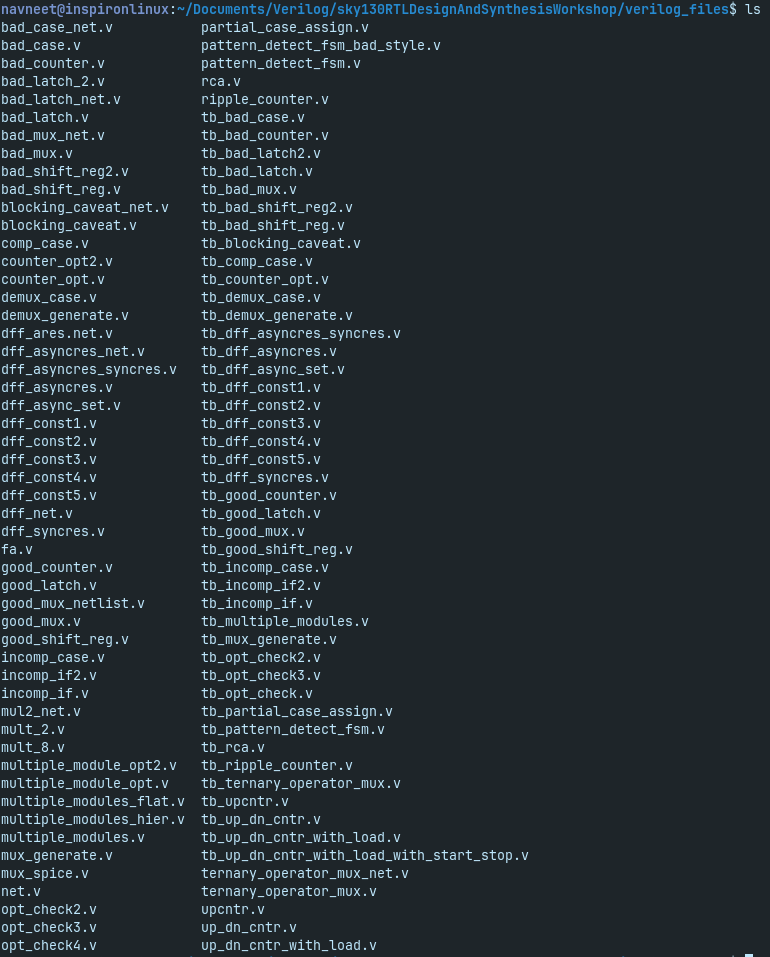 navneet@inspironlinux:~/Documents/Verilog/sky130RTLDesignAndSynthesisWorkshop/verilog_files$ ls
bad_case_net.v partial_case_assign.v
bad_case.v pattern_detect_fsm_bad_style.v
bad_counter.v pattern_detect_fsm.v
bad_latch_2.v rca.v
bad_latch_net.v ripple_counter.v
bad_latch.v tb_bad_case.v
bad_mux_net.v tb_bad_counter.v
bad_mux.v tb_bad_latch2.v
bad_shift_reg2.v tb_bad_latch.v
bad_shift_reg.v tb_bad_mux.v
blocking_caveat_net.v tb_bad_shift_reg2.v
blocking_caveat.v tb_bad_shift_reg.v
comp_case.v tb_blocking_caveat.v
counter_opt2.v tb_comp_case.v
counter_opt.v tb_counter_opt.v
demux_case.v tb_demux_case.v
demux_generate.v tb_demux_generate.v
dff_ares.net.v tb_dff_asyncres_syncres.v
dff_asyncres_net.v tb_dff_asyncres.v
dff_asyncres_syncres.v tb_dff_async_set.v
dff_asyncres.v tb_dff_const1.v
dff_async_set.v tb_dff_const2.v
dff_const1.v tb_dff_const3.v
dff_const2.v tb_dff_const4.v
dff_const3.v tb_dff_const5.v
dff_const4.v tb_dff_syncres.v
dff_const5.v tb_good_counter.v
dff_net.v tb_good_latch.v
dff_syncres.v tb_good_mux.v
fa.v tb_good_shift_reg.v
good_counter.v tb_incomp_case.v
good_latch.v tb_incomp_if2.v
good_mux_netlist.v tb_incomp_if.v
good_mux.v tb_multiple_modules.v
good_shift_reg.v tb_mux_generate.v
incomp_case.v tb_opt_check2.v
incomp_if2.v tb_opt_check3.v
incomp_if.v tb_opt_check.v
mul2_net.v tb_partial_case_assign.v
mult_2.v tb_pattern_detect_fsm.v
mult_8.v tb_rca.v
multiple_module_opt2.v tb_ripple_counter.v
multiple_module_opt.v tb_ternary_operator_mux.v
multiple_modules_flat.v tb_upcntr.v
multiple_modules_hier.v tb_up_dn_cntr.v
multiple_modules.v tb_up_dn_cntr_with_load.v
mux_generate.v tb_up_dn_cntr_with_load_with_start_stop.v
mux_spice.v ternary_operator_mux_net.v
net.v ternary_operator_mux.v
opt_check2.v upcntr.v
opt_check3.v up_dn_cntr.v
opt_check4.v up_dn_cntr_with_load.v